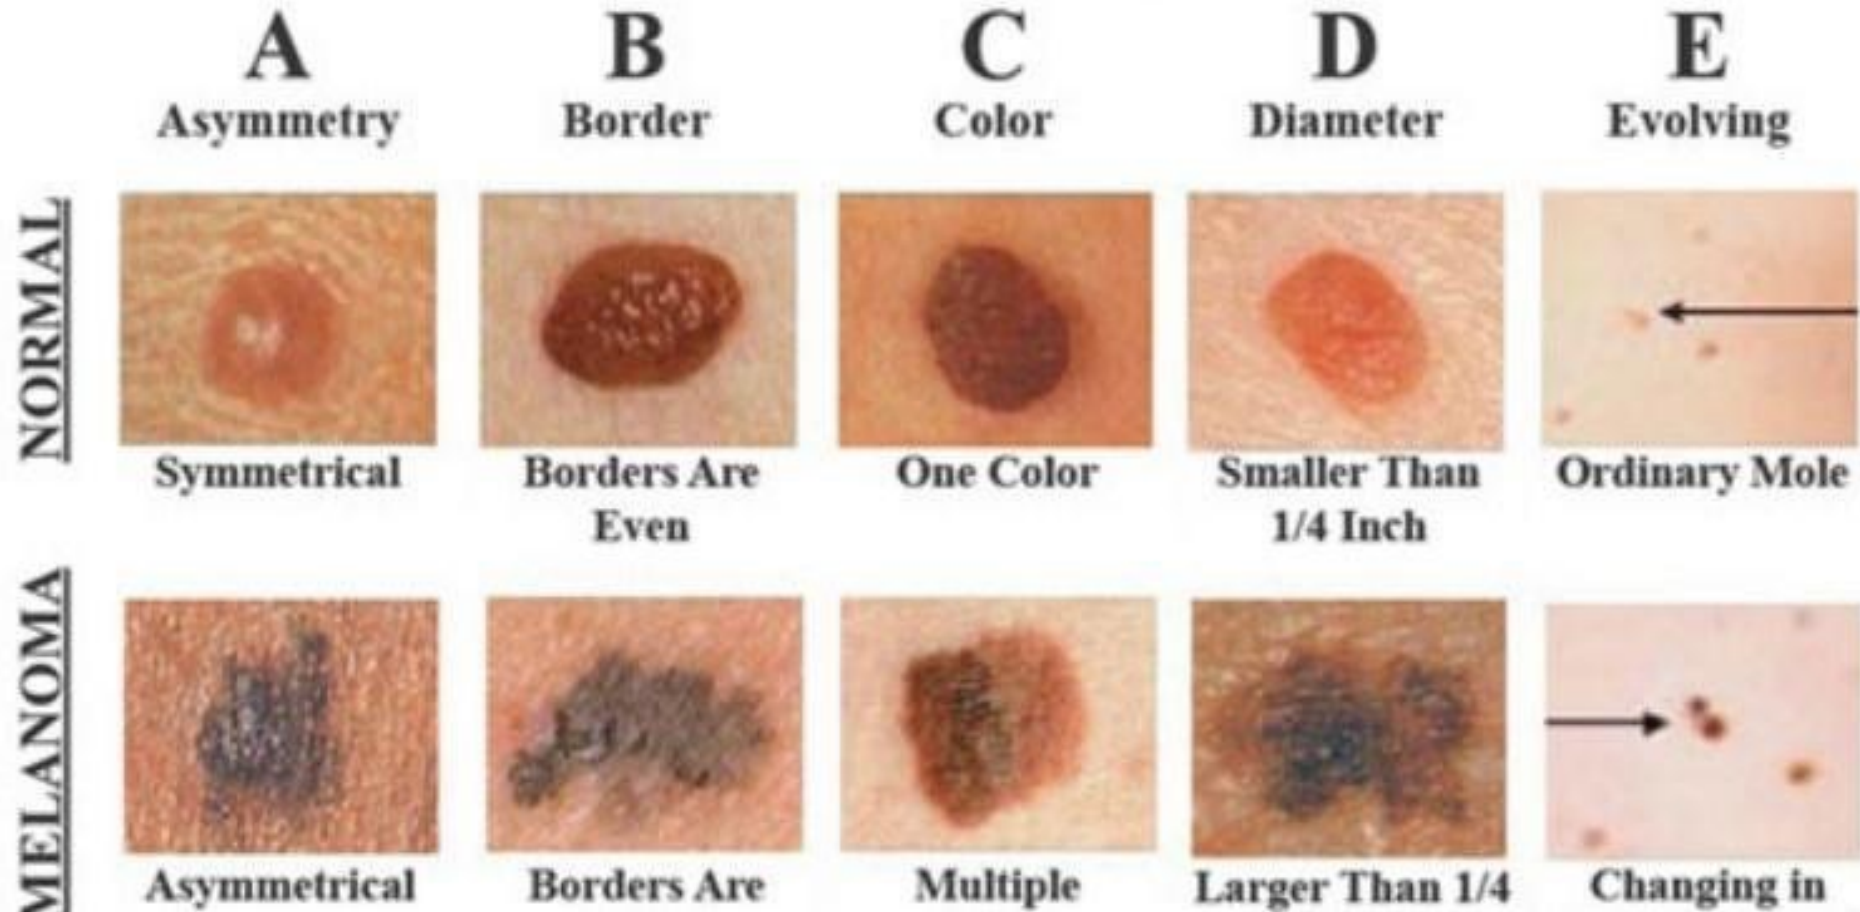 A B C D E
Asymmetry Border Color Diameter Evolving
NORMAL
Symmetrical Borders Are One Color Smaller Than Ordinary Mole
Even 1/4 Inch
MELANOMA
Asymmetrical Borders Are Multiple Larger Than 1/4 Changing in